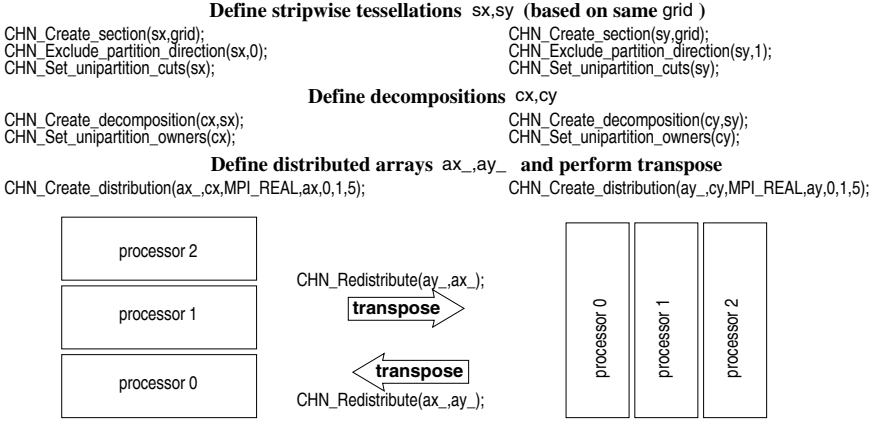 Define stripwise tessellations sx,sy (based on same grid )
CHN_Create_section(sx,grid);
CHN_Exclude_partition_direction(sx,0);
CHN_Set_unipartition_cuts(sx);
CHN_Create_section(sy,grid);
CHN_Exclude_partition_direction(sy,1);
CHN_Set_unipartition_cuts(sy);
Define decompositions cx,cy
CHN_Create_decomposition(cx,sx);
CHN_Set_unipartition_owners(cx);
CHN_Create_decomposition(cy,sy);
CHN_Set_unipartition_owners(cy);
Define distributed arrays ax_,ay_ and perform transpose
CHN_Create_distribution(ax_,cx,MPI_REAL,ax,0,1,5);
CHN_Create_distribution(ay_,cy,MPI_REAL,ay,0,1,5);
processor 2
processor 1
processor 0
CHN_Redistribute(ay_,ax_);
transpose
transpose
CHN_Redistribute(ax_,ay_);
processor 0
processor 1
processor 2